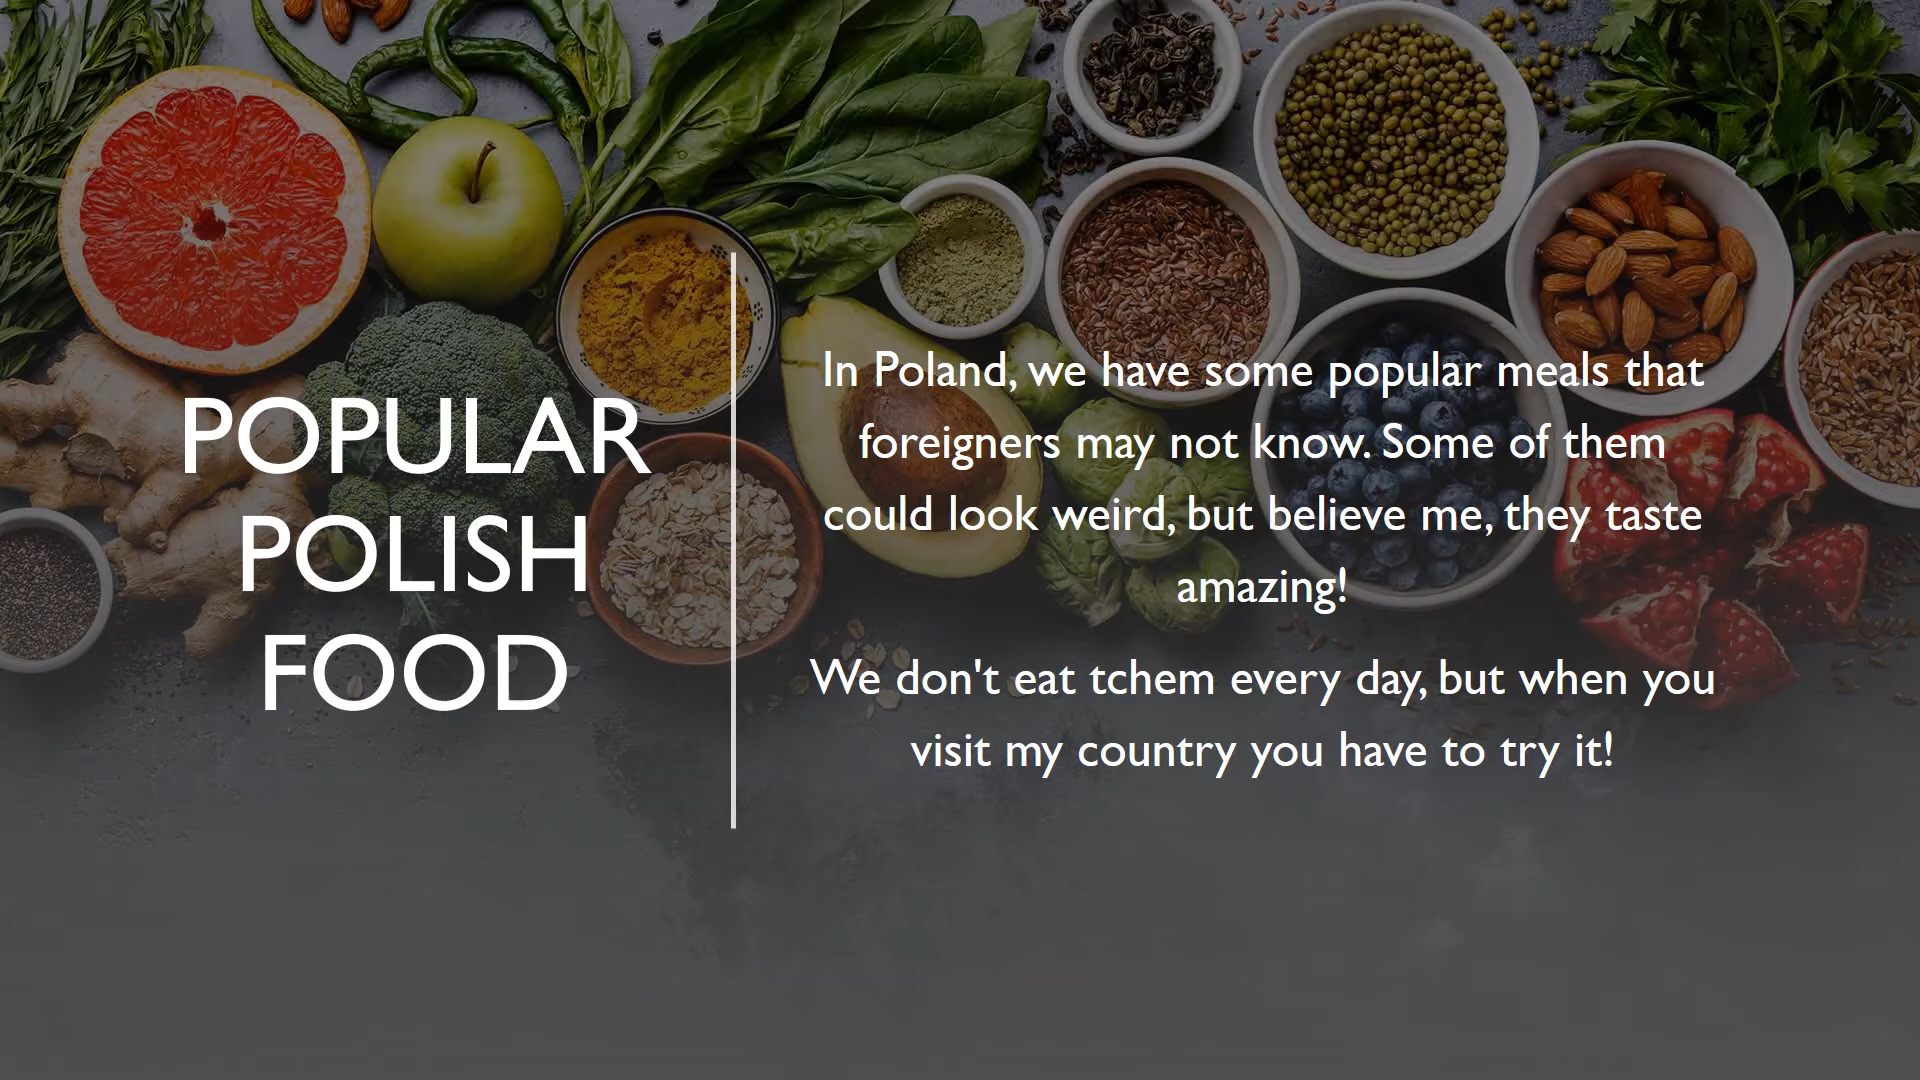 POPULAR
POLISH
FOOD
In Poland, we have some popular meals that
foreigners may not know. Some of them
could look weird, but believe me, they taste
amazing!
We don't eat tchem every day, but when you
visit my country you have to try it!